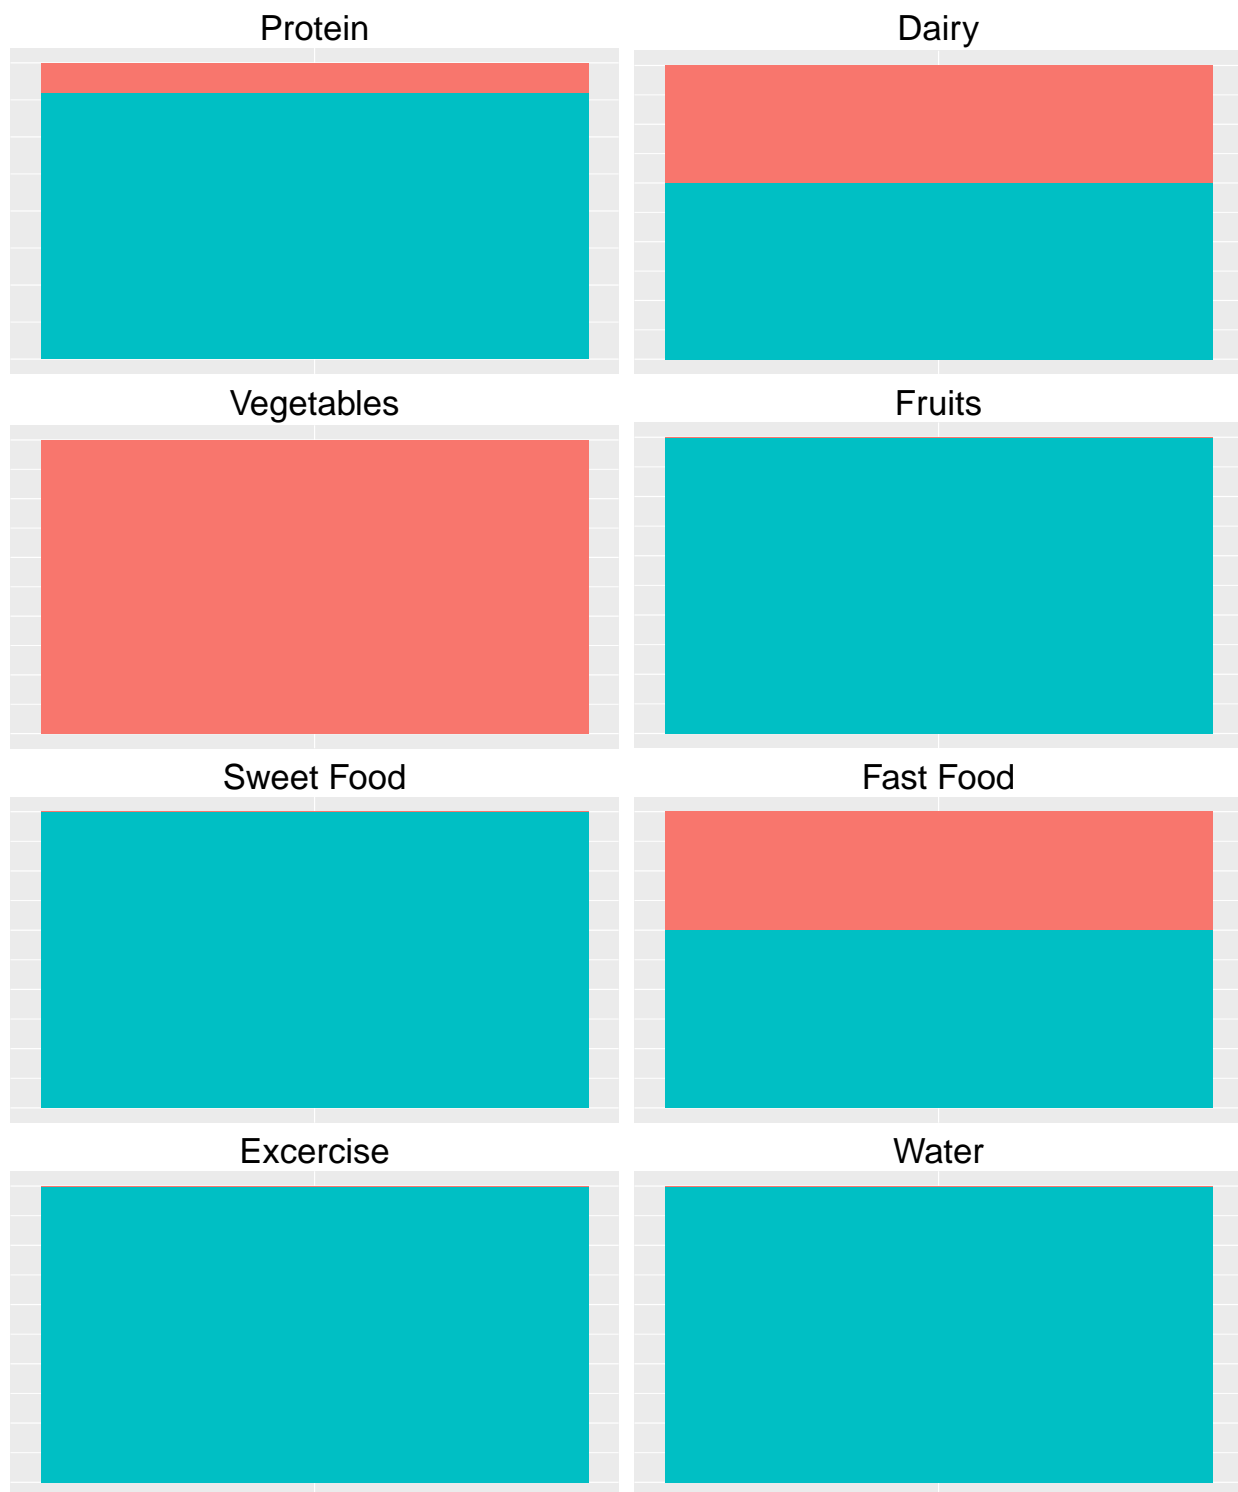 Protein
Dairy
Vegetables
Fruits
Sweet Food
Fast Food
Excercise
Water